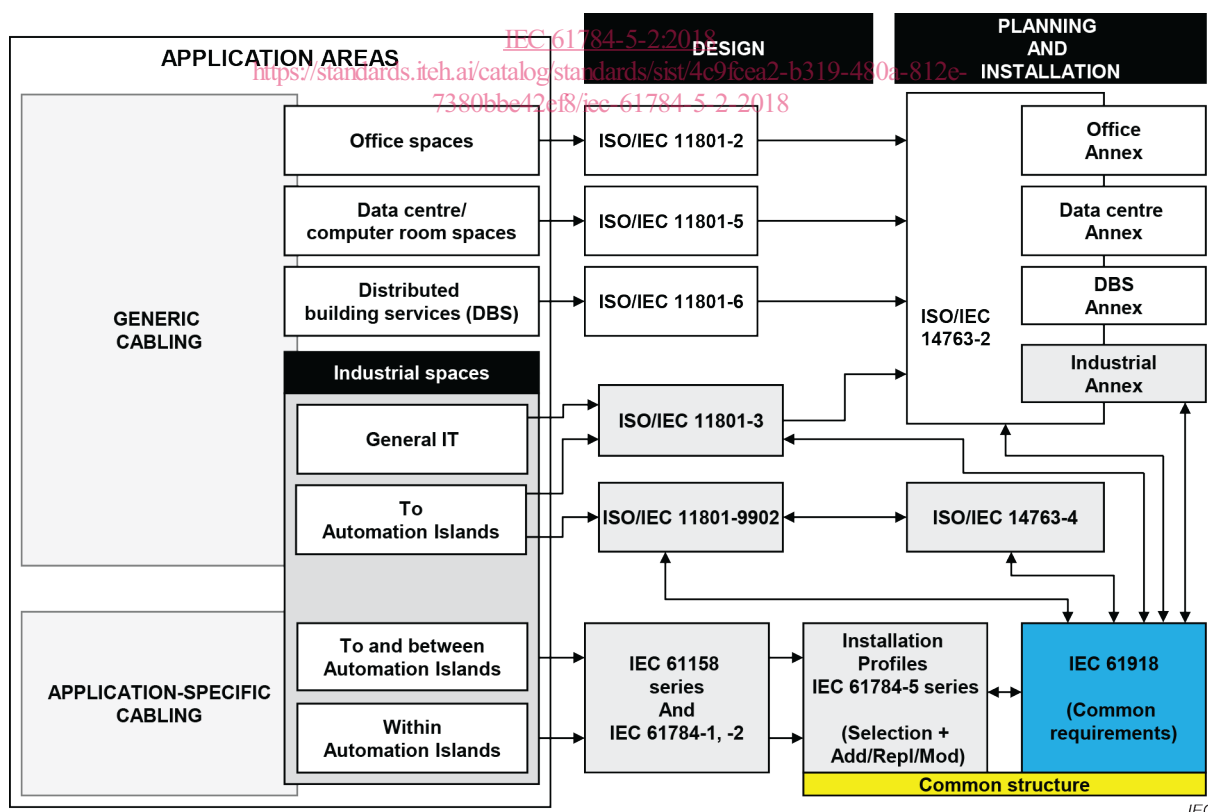 IEC 61784-5-2:2018
https://standards.iteh.ai/catalog/standards/sist/4c9fcea2-b319-480a-812e-
7380bbe42cf8/iec-61784-5-2-2018
APPLICATION AREAS
DESIGN
PLANNING
AND
INSTALLATION
GENERIC
CABLING
Office spaces
ISO/IEC 11801-2
Office
Annex
Data centre/
computer room spaces
ISO/IEC 11801-5
Data centre
Annex
Distributed
building services (DBS)
ISO/IEC 11801-6
DBS
Annex
ISO/IEC
14763-2
Industrial
Annex
Industrial spaces
General IT
ISO/IEC 11801-3
To
Automation Islands
ISO/IEC 11801-9902
ISO/IEC 14763-4
APPLICATION-SPECIFIC
CABLING
To and between
Automation Islands
Within
Automation Islands
IEC 61158
series
And
IEC 61784-1, -2
Installation
Profiles
IEC 61784-5 series
(Selection +
Add/Repl/Mod)
IEC 61918
(Common
requirements)
Common structure
IEC